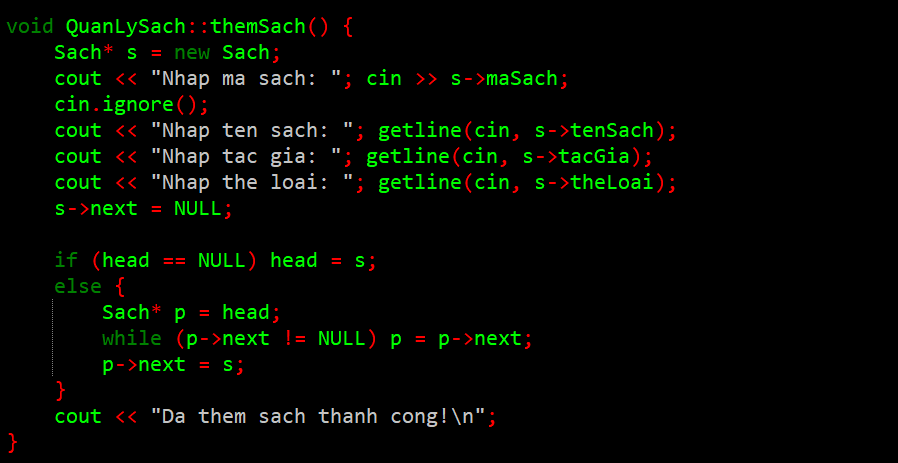 void QuanLySach::themSach() {
    Sach* s = new Sach;
    cout << "Nhap ma sach: "; cin >> s->maSach;
    cin.ignore();
    cout << "Nhap ten sach: "; getline(cin, s->tenSach);
    cout << "Nhap tac gia: "; getline(cin, s->tacGia);
    cout << "Nhap the loai: "; getline(cin, s->theLoai);
    s->next = NULL;

    if (head == NULL) head = s;
    else {
        Sach* p = head;
        while (p->next != NULL) p = p->next;
        p->next = s;
    }
    cout << "Da them sach thanh cong!\n";
}